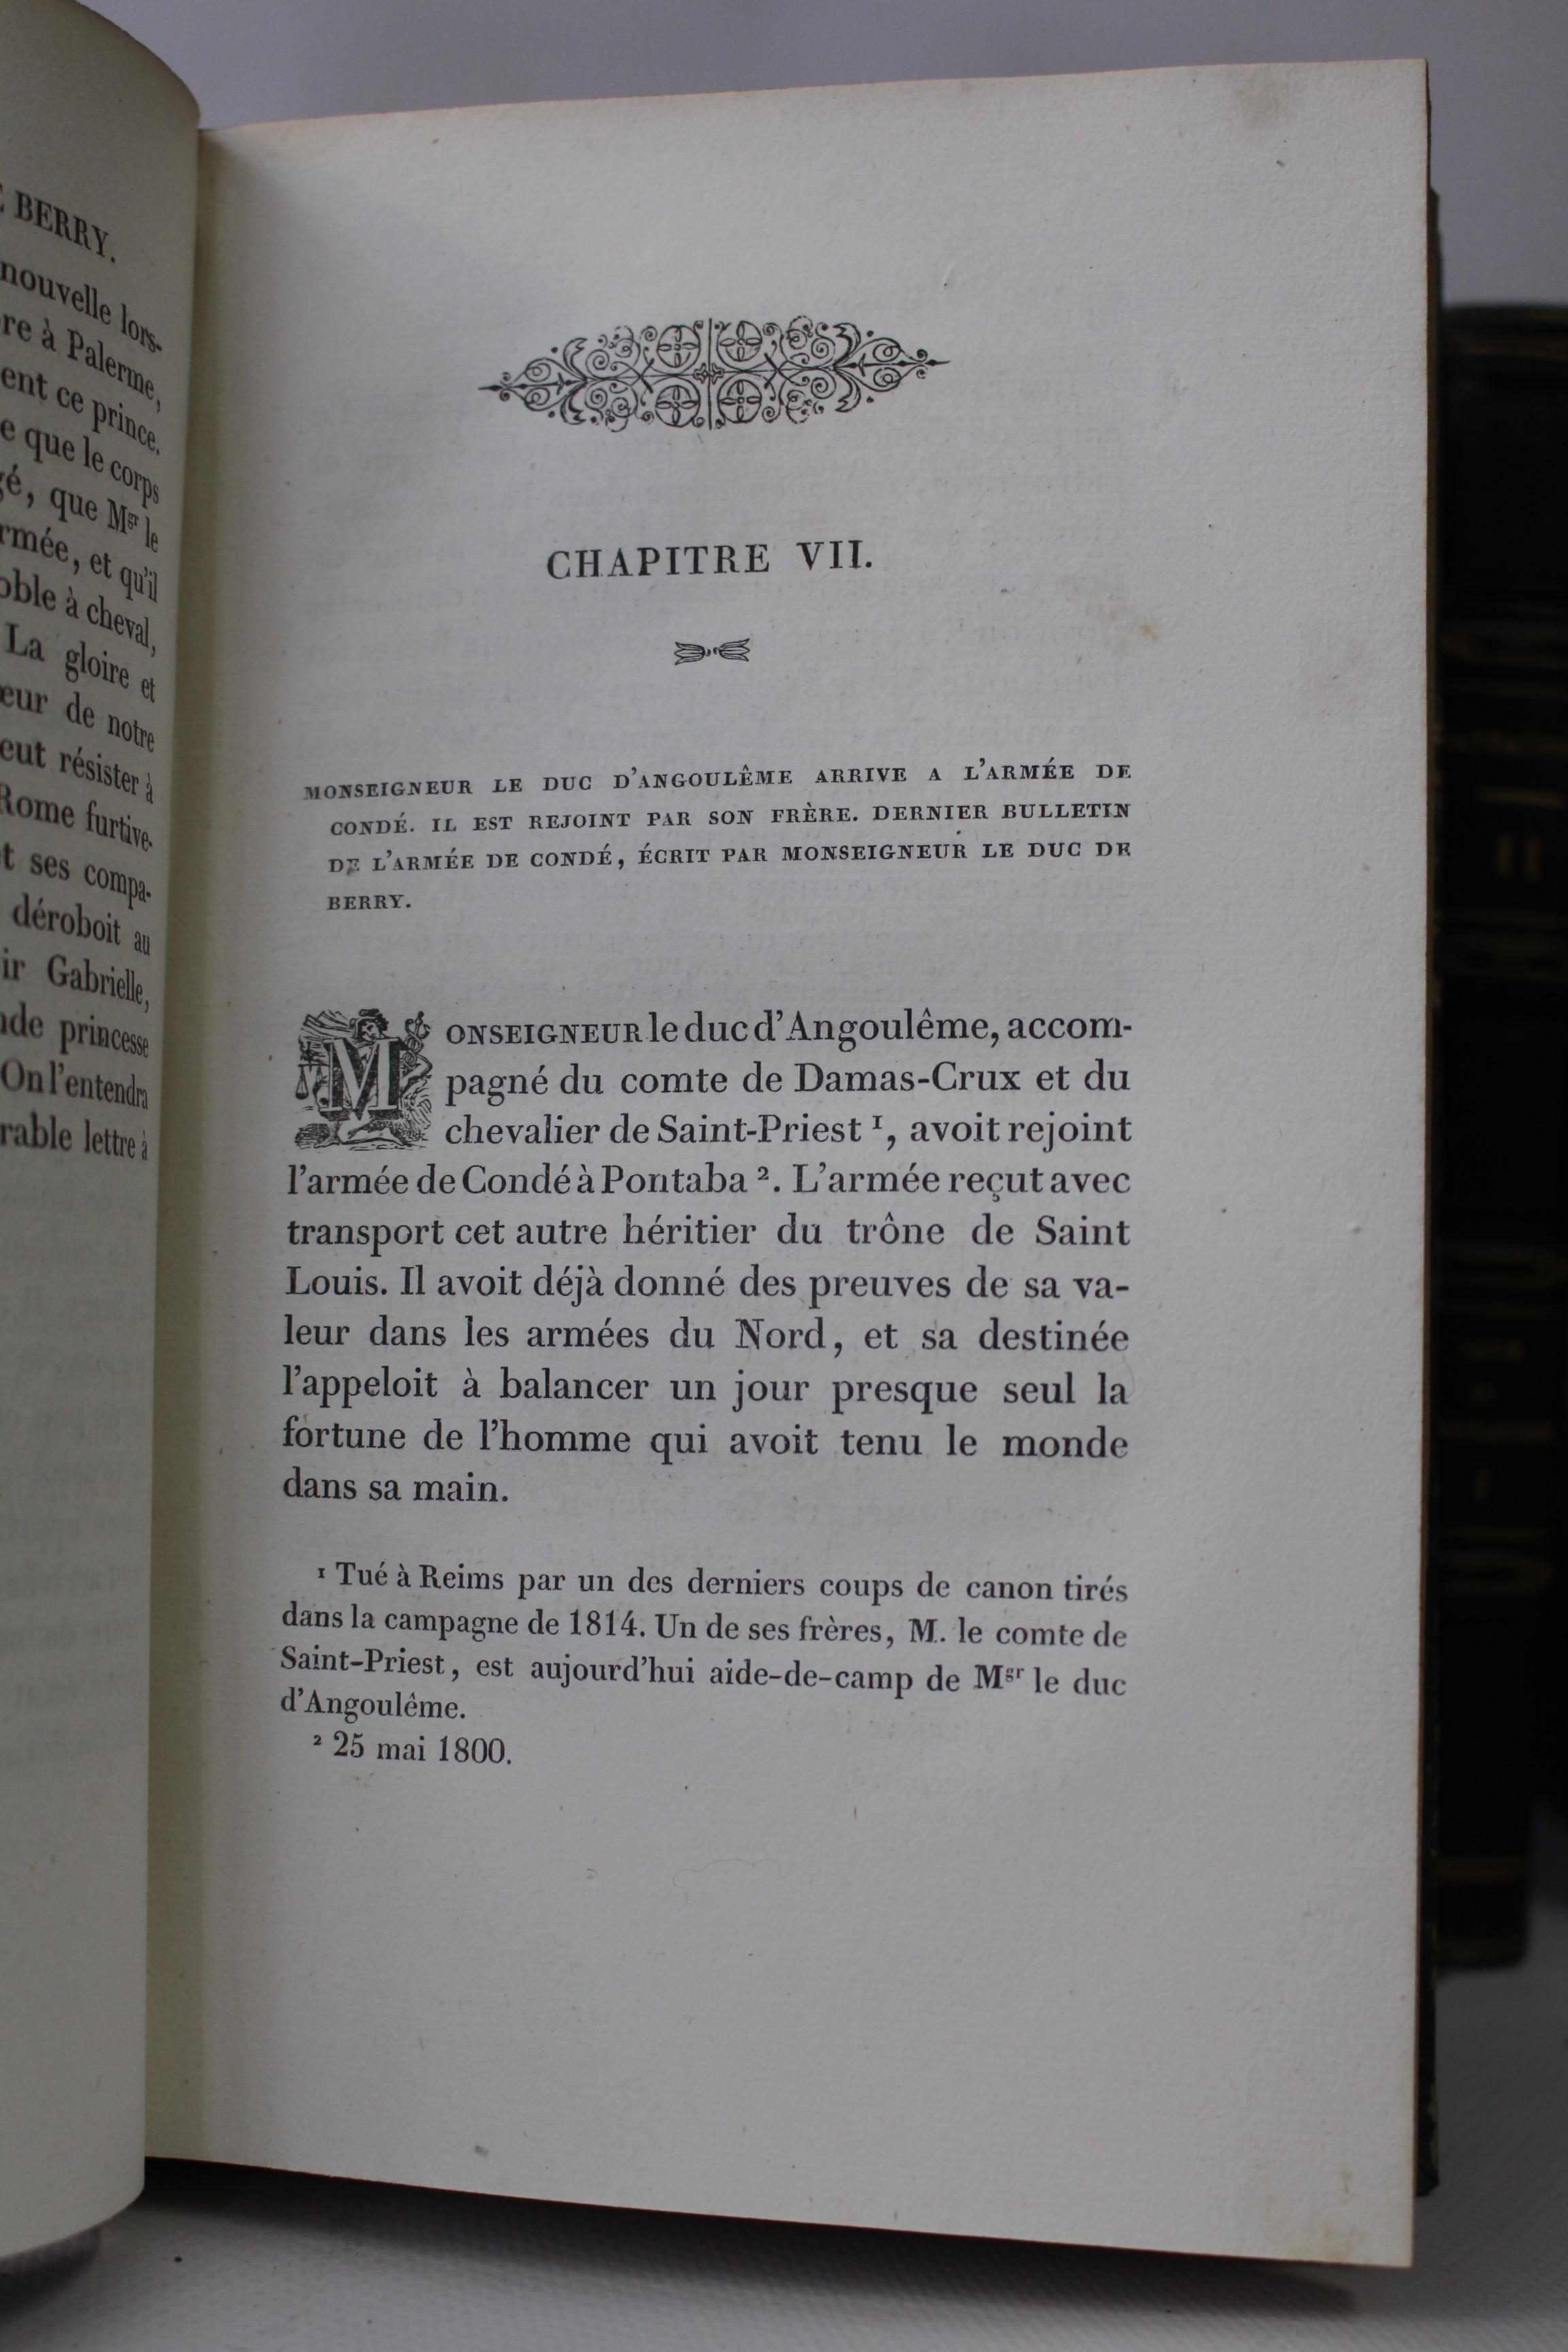 BERRY.
nouvelle lors-
re à Palerme,
ent ce prince.
e que le corps
gé, que Mgr le
rmée, et qu'il
oble à cheval,
La gloire et
œur de notre
eut résister à
Rome furtive-
t ses compa-
déroboit au
ir Gabrielle,
nde princesse
On l'entendra
rable lettre à
CHAPITRE VII.
MONSEIGNEUR LE DUC D'ANGOULÊME ARRIVE A L'ARMÉE DE
CONDÉ. IL EST REJOINT PAR SON FRÈRE. DERNIER BULLETIN
DE L'ARMÉE DE CONDÉ, ÉCRIT PAR MONSEIGNEUR LE DUC DE
BERRY.
MONSEIGNEUR le duc d'Angoulême, accom-
pagné du comte de Damas-Crux et du
chevalier de Saint-Priest ¹, avoit rejoint
l'armée de Condé à Pontaba ². L'armée reçut avec
transport cet autre héritier du trône de Saint
Louis. Il avoit déjà donné des preuves de sa va-
leur dans les armées du Nord, et sa destinée
l'appeloit à balancer un jour presque seul la
fortune de l'homme qui avoit tenu le monde
dans sa main.
¹ Tué à Reims par un des derniers coups de canon tirés
dans la campagne de 1814. Un de ses frères, M. le comte de
Saint-Priest, est aujourd'hui aide-de-camp de Mgr le duc
d'Angoulême.
² 25 mai 1800.